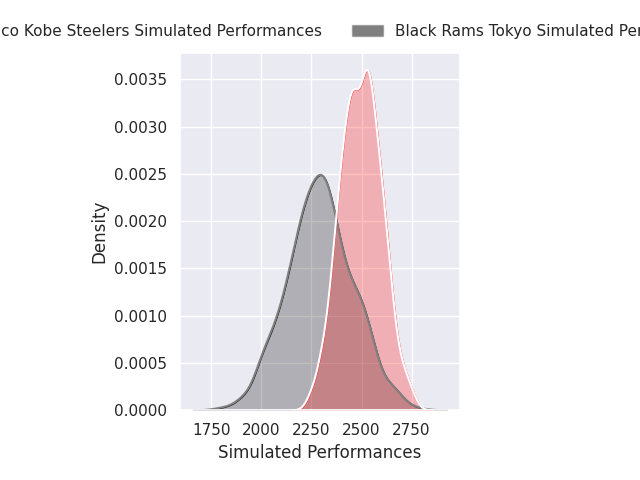 co Kobe Steelers Simulated Performances
Black Rams Tokyo Simulated Per
0.0035
0.0030
0.0025
0.0020
0.0015
0.0010
0.0005
0.0000
Density
1750 2000 2250 2500 2750
Simulated Performances